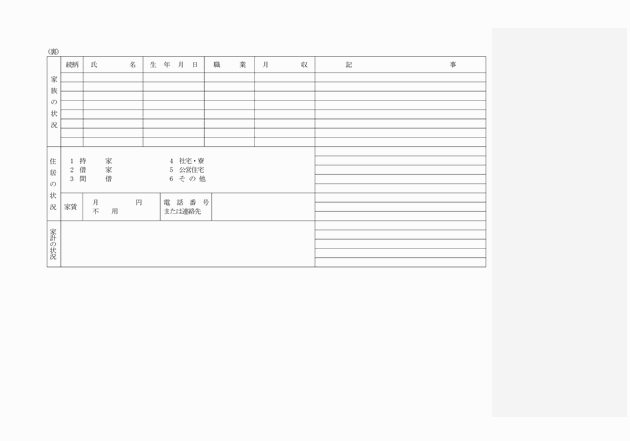 (裏)
家族の状況
続柄 氏 名 生年月日 職 業 月 収 記 事
住居の状況
1 持 家 4 社宅・寮
2 借 家 5 公営住宅
3 間 借 6 その他
家賃 月 円 電話番号
不 用 または連絡先
家計の状況